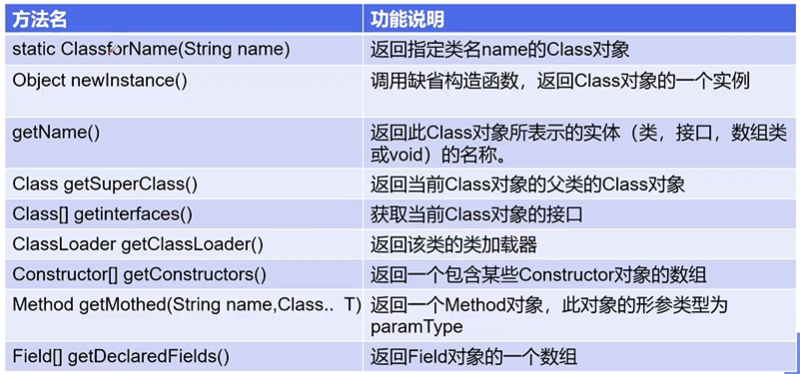 方法名 功能说明
static ClassforName(String name) 返回指定类名name的Class对象
Object newInstance() 调用缺省构造函数，返回Class对象的一个实例
getName() 返回此Class对象所表示的实体（类，接口，数组类
或void）的名称。
Class getSuperClass() 返回当前Class对象的父类的Class对象
Class[] getinterfaces() 获取当前Class对象的接口
ClassLoader getClassLoader() 返回该类的类加载器
Constructor[] getConstructors() 返回一个包含某些Constructor对象的数组
Method getMothed(String name,Class.. T) 返回一个Method对象，此对象的形参类型为
paramType
Field[] getDeclaredFields() 返回Field对象的一个数组